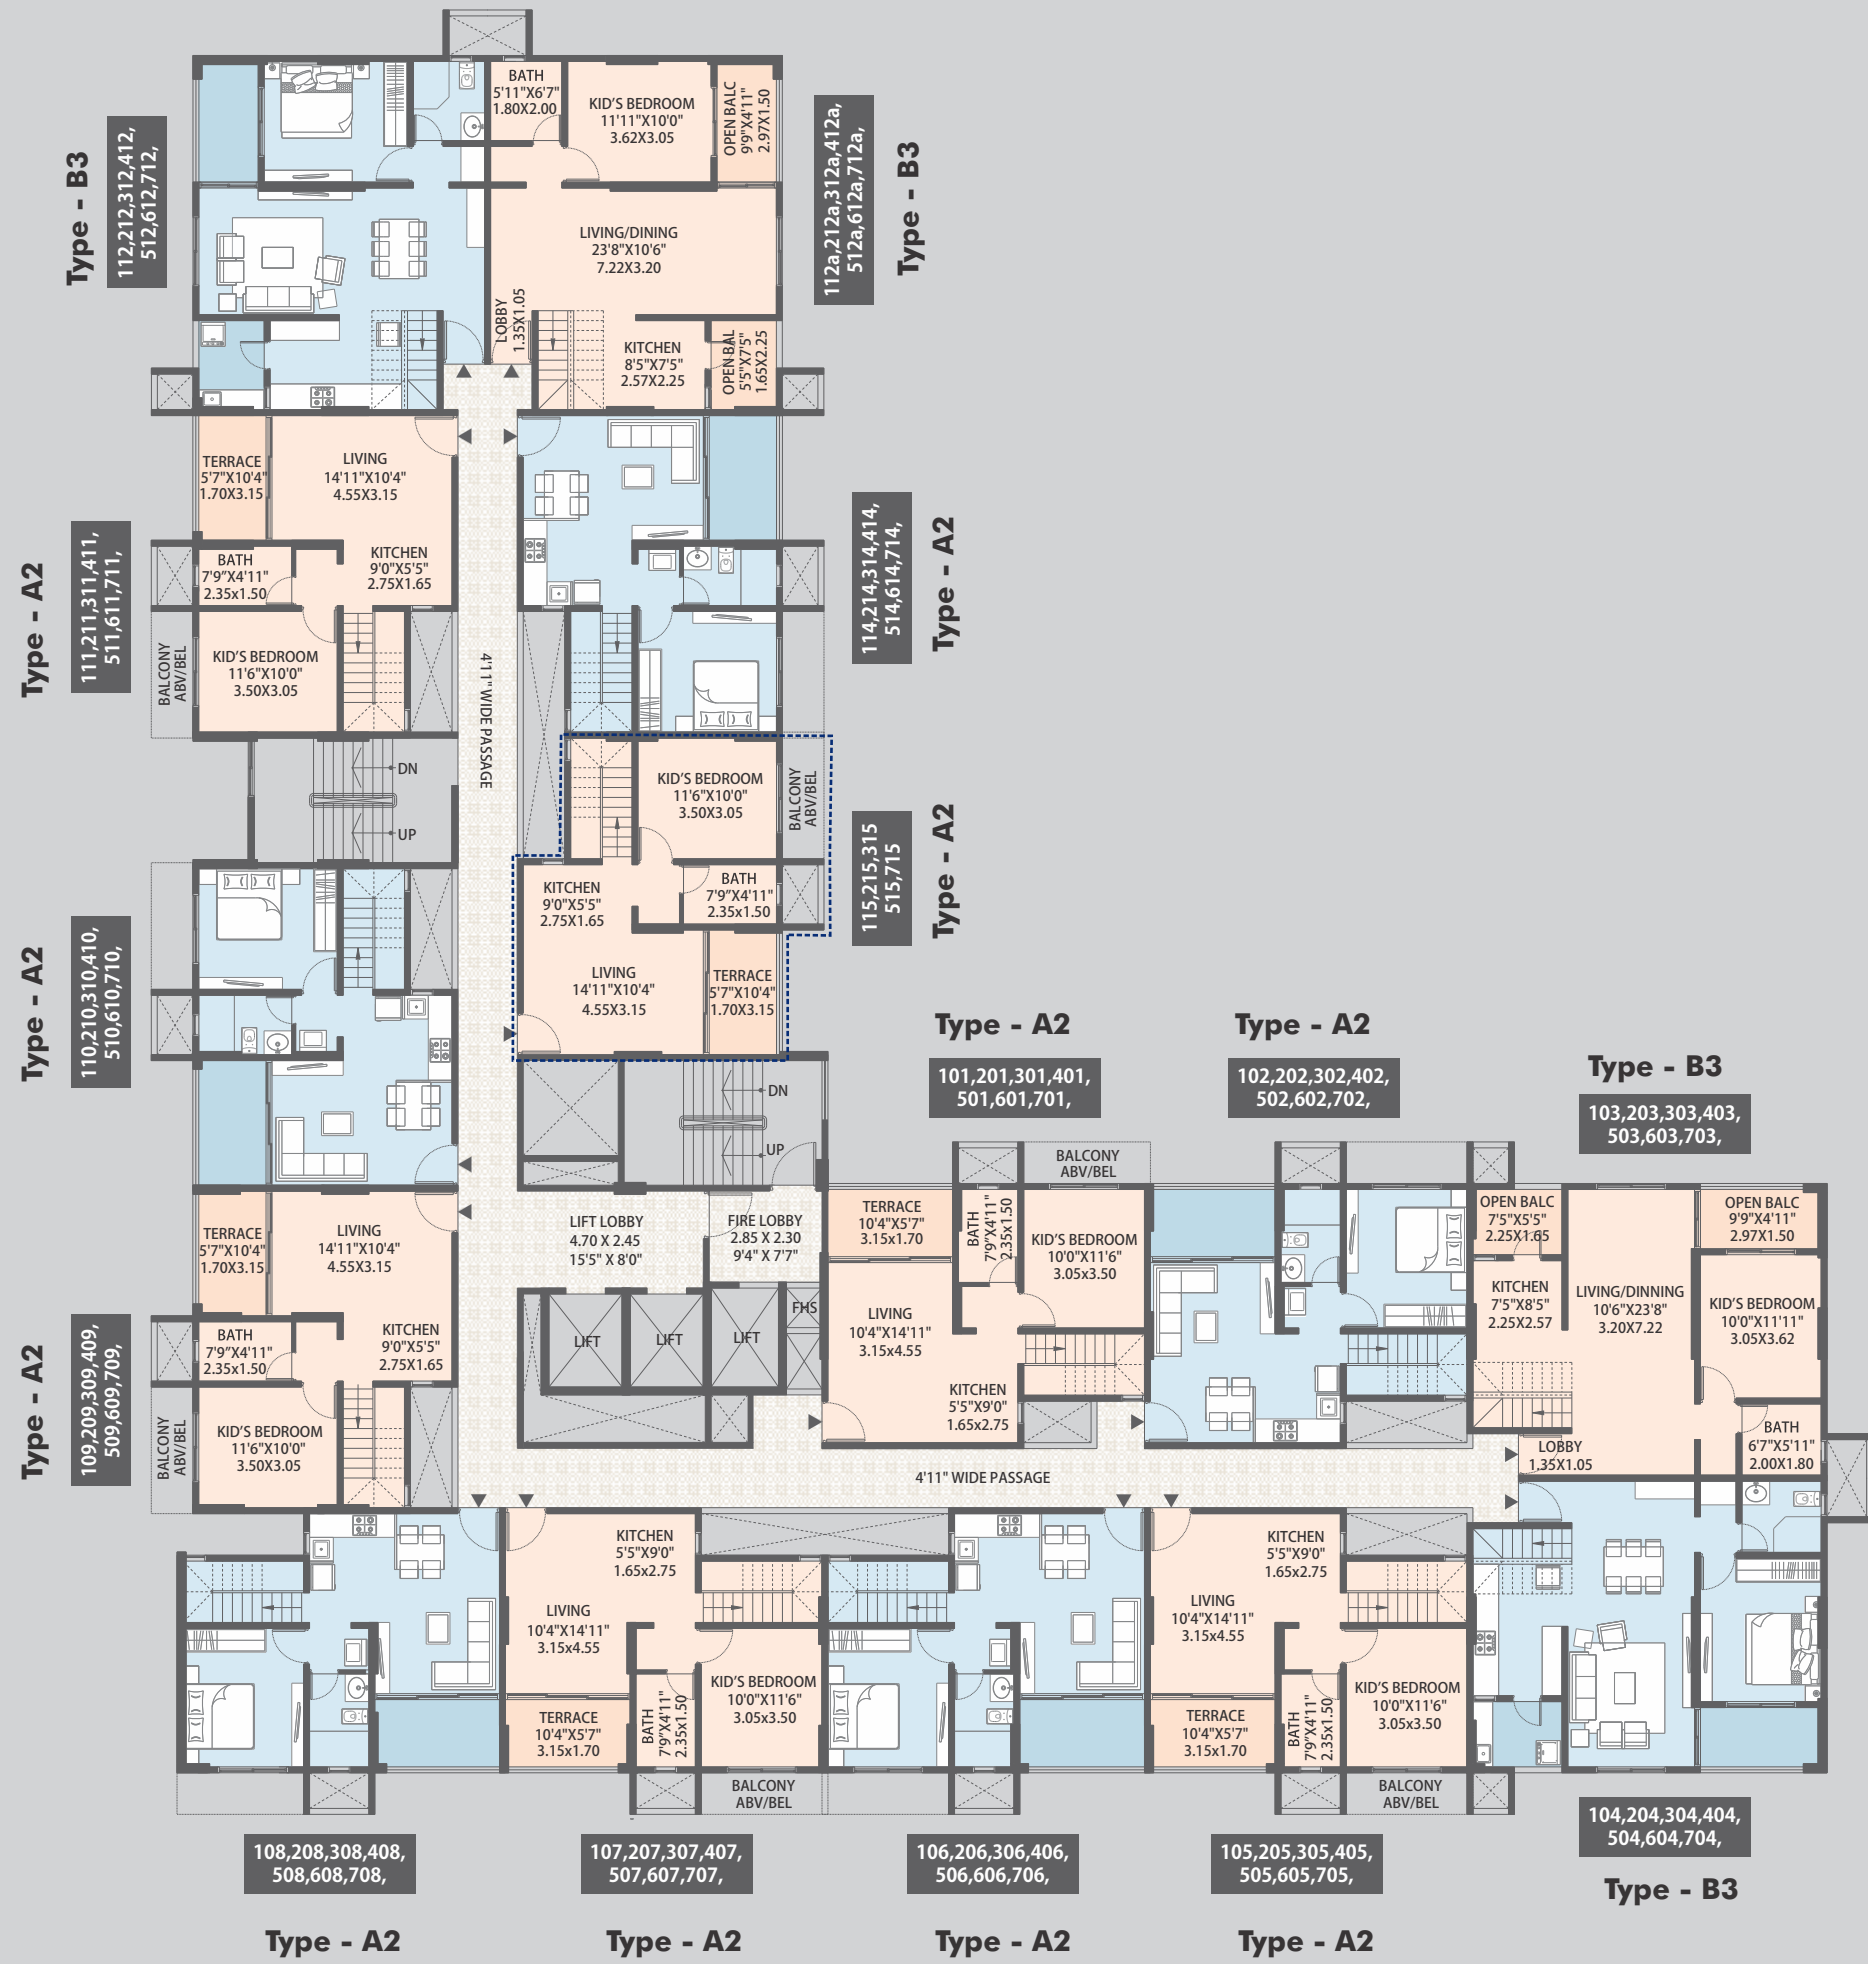 Type - B3
112,212,312,412,
512,612,712,
BATH
5'11"X6'7"
1.80X2.00
KID'S BEDROOM
11'11"X10'0"
3.62X3.05
OPEN BALC
9'9"X4'11"
2.97X1.50
112a,212a,312a,412a,
512a,612a,712a,
Type - B3
LIVING/DINING
23'8"X10'6"
7.22X3.20
LOBBY
1.35X1.05
KITCHEN
8'5"X7'5"
2.57X2.25
OPEN BAL
5'5"X7'5"
1.65X2.25
Type - A2
111,211,311,411,
511,611,711,
TERRACE
5'7"X10'4"
1.70X3.15
LIVING
14'11"X10'4"
4.55X3.15
BATH
7'9"X4'11"
2.35x1.50
KITCHEN
9'0"X5'5"
2.75X1.65
BALCONY
ABV/BEL
KID'S BEDROOM
11'6"X10'0"
3.50X3.05
114,214,314,414,
514,614,714,
Type - A2
4'11" WIDE PASSAGE
DN
UP
KID'S BEDROOM
11'6"X10'0"
3.50X3.05
BALCONY
ABV/BEL
KITCHEN
9'0"X5'5"
2.75X1.65
BATH
7'9"X4'11"
2.35x1.50
LIVING
14'11"X10'4"
4.55X3.15
TERRACE
5'7"X10'4"
1.70X3.15
115,215,315
515,715
Type - A2
Type - A2
110,210,310,410,
510,610,710,
DN
UP
Type - A2
101,201,301,401,
501,601,701,
Type - A2
102,202,302,402,
502,602,702,
Type - B3
103,203,303,403,
503,603,703,
Type - A2
109,209,309,409,
509,609,709,
TERRACE
5'7"X10'4"
1.70X3.15
LIVING
14'11"X10'4"
4.55X3.15
BATH
7'9"X4'11"
2.35x1.50
KITCHEN
9'0"X5'5"
2.75X1.65
BALCONY
ABV/BEL
KID'S BEDROOM
11'6"X10'0"
3.50X3.05
LIFT LOBBY
4.70 X 2.45
15'5" X 8'0"
FIRE LOBBY
2.85 X 2.30
9'4" X 7'7"
LIFT
LIFT
LIFT
FHS
BALCONY
ABV/BEL
TERRACE
10'4"X5'7"
3.15x1.70
BATH
7'9"X4'11"
2.35x1.50
KID'S BEDROOM
10'0"X11'6"
3.05x3.50
LIVING
10'4"X14'11"
3.15x4.55
KITCHEN
5'5"X9'0"
1.65x2.75
OPEN BALC
7'5"X5'5"
2.25X1.65
OPEN BALC
9'9"X4'11"
2.97X1.50
KITCHEN
7'5"X8'5"
2.25X2.57
LIVING/DINNING
10'6"X23'8"
3.20X7.22
KID'S BEDROOM
10'0"X11'11"
3.05X3.62
LOBBY
1.35X1.05
BATH
6'7"X5'11"
2.00X1.80
4'11" WIDE PASSAGE
KITCHEN
5'5"X9'0"
1.65x2.75
LIVING
10'4"X14'11"
3.15x4.55
KID'S BEDROOM
10'0"X11'6"
3.05x3.50
BATH
7'9"X4'11"
2.35x1.50
TERRACE
10'4"X5'7"
3.15x1.70
BALCONY
ABV/BEL
KITCHEN
5'5"X9'0"
1.65x2.75
LIVING
10'4"X14'11"
3.15x4.55
KID'S BEDROOM
10'0"X11'6"
3.05x3.50
BATH
7'9"X4'11"
2.35x1.50
TERRACE
10'4"X5'7"
3.15x1.70
BALCONY
ABV/BEL
108,208,308,408,
508,608,708,
Type - A2
107,207,307,407,
507,607,707,
Type - A2
106,206,306,406,
506,606,706,
Type - A2
105,205,305,405,
505,605,705,
Type - A2
104,204,304,404,
504,604,704,
Type - B3